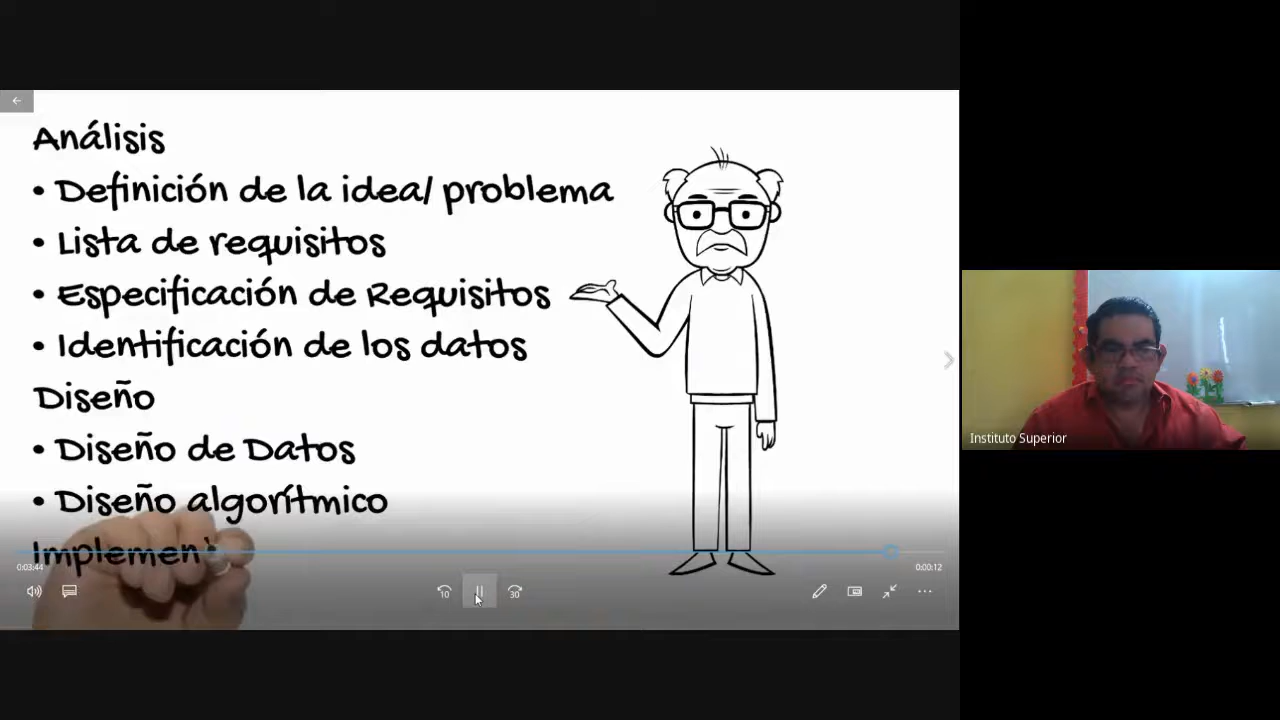 Análisis
• Definición de la idea/ problema
• Lista de requisitos
• Especificación de Requisitos
• Identificación de los datos
Diseño
• Diseño de Datos
• Diseño algorítmico
Implemen
0:03:44
0:00:12
10
30
Instituto Superior